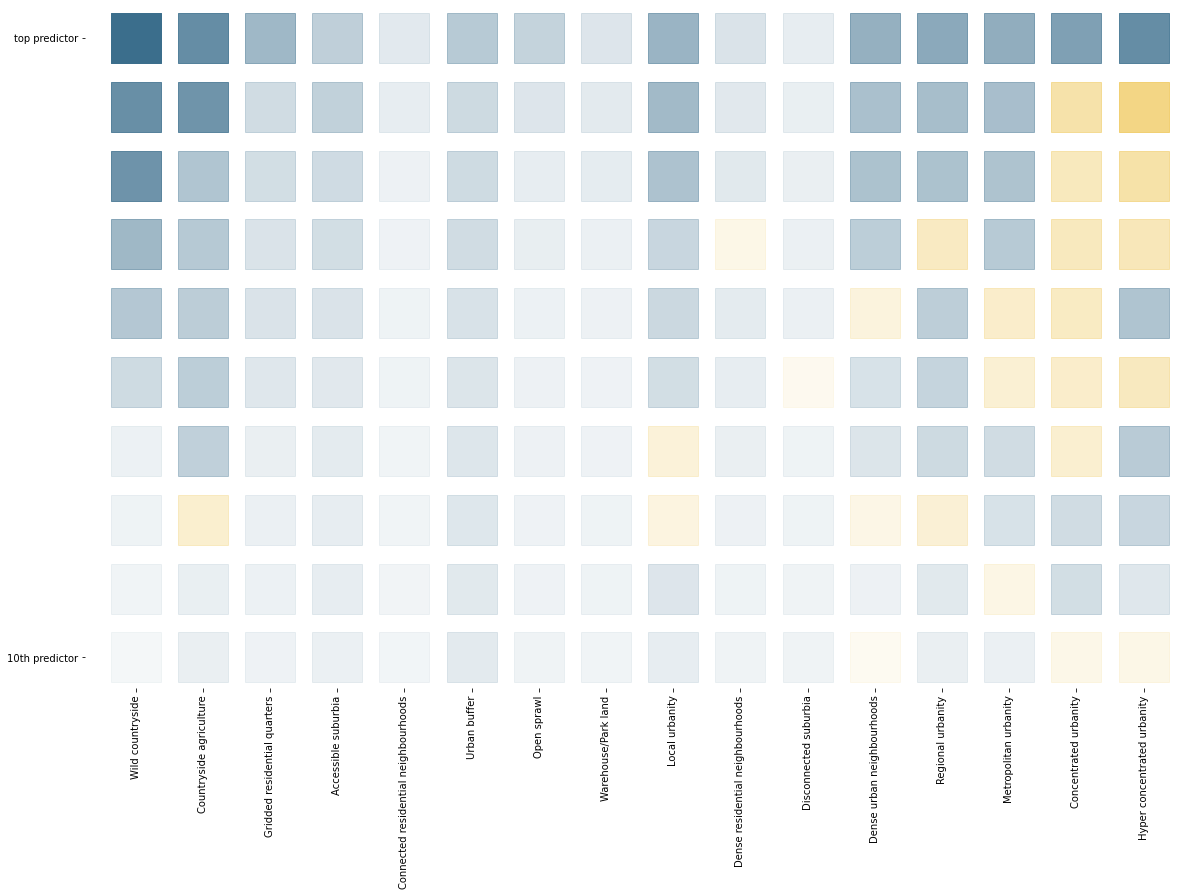 top predictor
10th predictor
Wild countryside
Countryside agriculture
Gridded residential quarters
Accessible suburbia
Connected residential neighbourhoods
Urban buffer
Open sprawl
Warehouse/Park land
Local urbanity
Dense residential neighbourhoods
Disconnected suburbia
Dense urban neighbourhoods
Regional urbanity
Metropolitan urbanity
Concentrated urbanity
Hyper concentrated urbanity